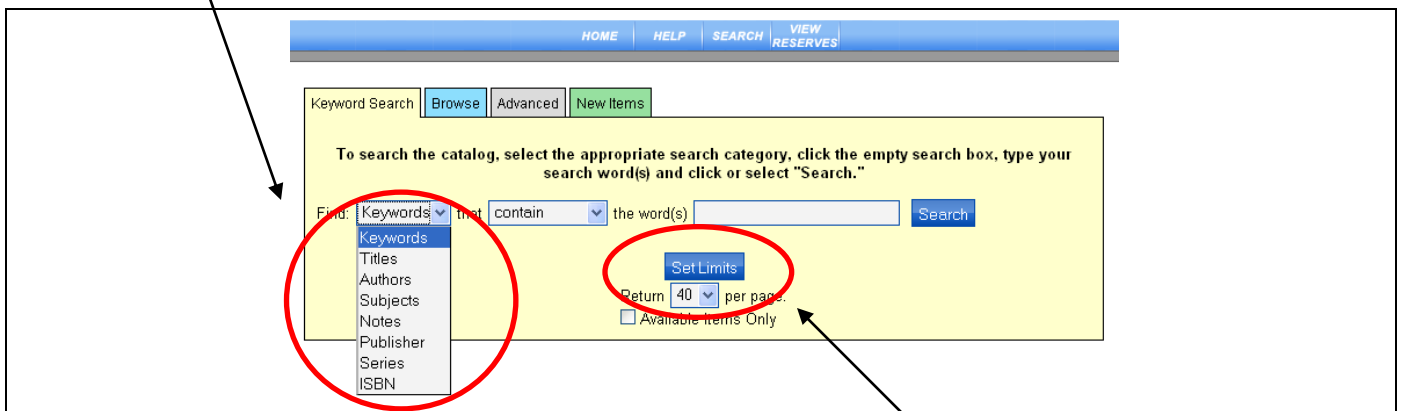 HOME HELP SEARCH VIEW RESERVES
Keyword Search Browse Advanced New Items
To search the catalog, select the appropriate search category, click the empty search box, type your
search word(s) and click or select "Search."
Find: Keywords that contain the word(s) Search
Keywords
Titles
Authors
Subjects
Notes
Publisher
Series
ISBN
Set Limits
Return 40 per page.
Available Items Only